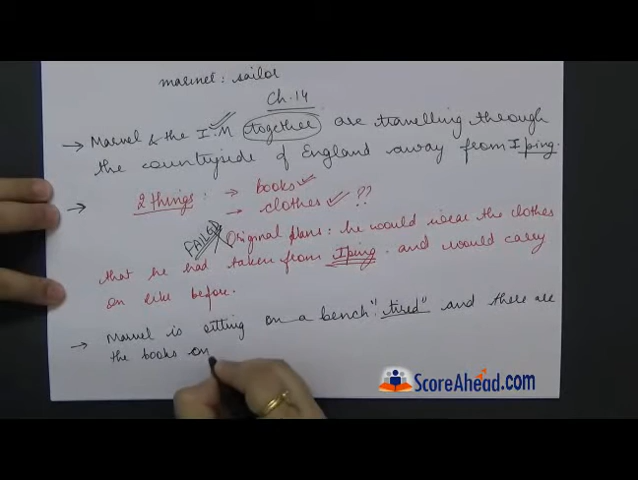 marinel : sailor
Ch. 14
→ Marvel & the I.M together are travelling through
the countryside of England away from Iping.
→ 2 things : → books ✓
→ clothes ✓ ??
FAILED Original plans : he would wear the clothes
that he had taken from Iping and would carry
on like before.
→ Marvel is sitting on a bench "tired" and there are
the books on
ScoreAhead.com